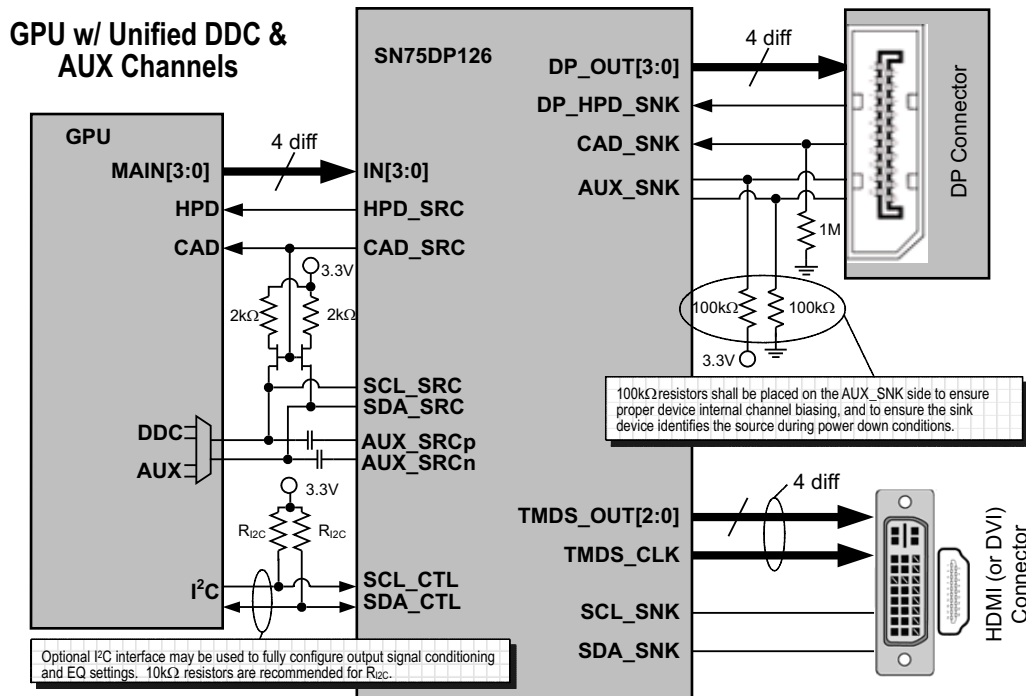 GPU w/ Unified DDC &
AUX Channels
GPU
MAIN[3:0]
HPD
CAD
4 diff
2kΩ
2kΩ
3.3V
DDC
AUX
3.3V
R_I2C
R_I2C
I²C
SN75DP126
IN[3:0]
HPD_SRC
CAD_SRC
SCL_SRC
SDA_SRC
AUX_SRCp
AUX_SRCn
SCL_CTL
SDA_CTL
DP_OUT[3:0]
DP_HPD_SNK
CAD_SNK
AUX_SNK
4 diff
DP Connector
1M
100kΩ
100kΩ
3.3V
100kΩ resistors shall be placed on the AUX_SNK side to ensure
proper device internal channel biasing, and to ensure the sink
device identifies the source during power down conditions.
TMDS_OUT[2:0]
TMDS_CLK
SCL_SNK
SDA_SNK
4 diff
HDMI (or DVI)
Connector
Optional I²C interface may be used to fully configure output signal conditioning
and EQ settings. 10kΩ resistors are recommended for R_I2C.